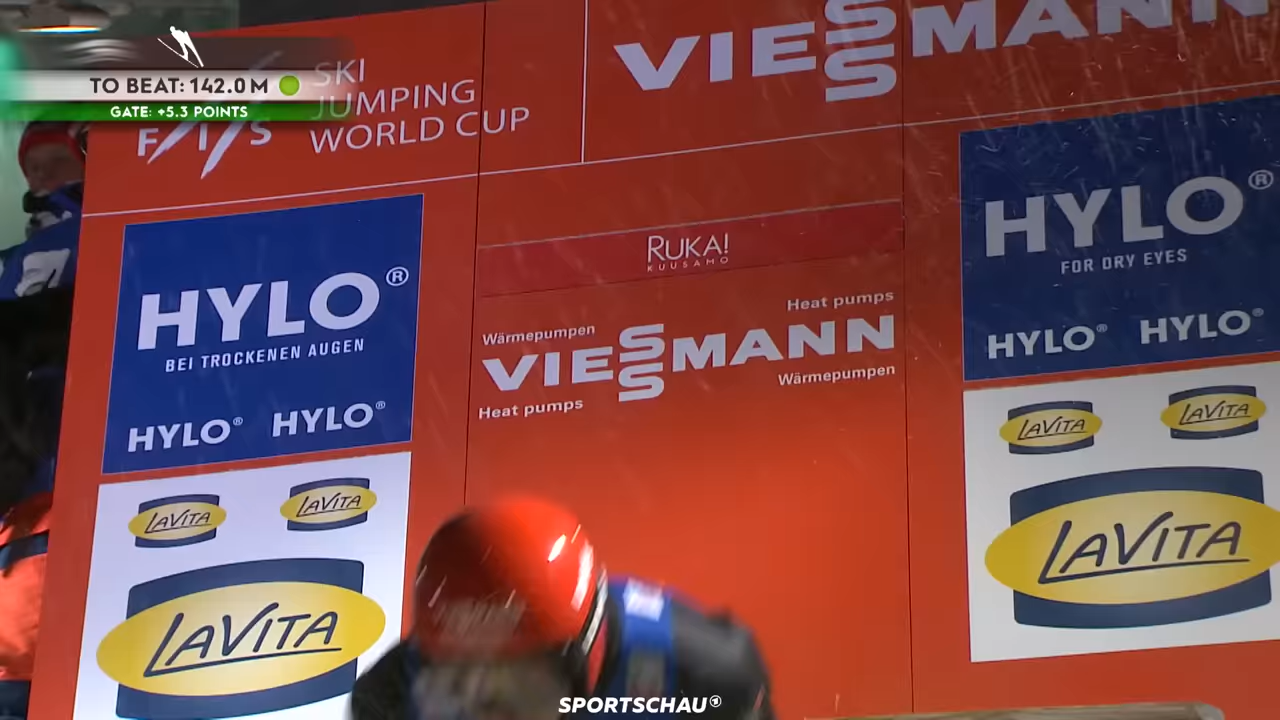 TO BEAT: 142.0 M
GATE: +5.3 POINTS
FIS
SKI
JUMPING
WORLD CUP
VIESSMANN
HYLO®
BEI TROCKENEN AUGEN
HYLO® HYLO®
RUKA!
KUUSAMO
Heat pumps
Wärmepumpen
VIESSMANN
Wärmepumpen
Heat pumps
HYLO®
FOR DRY EYES
HYLO® HYLO®
LAVITA LAVITA
LAVITA
LAVITA LAVITA
LAVITA
SPORTSCHAU